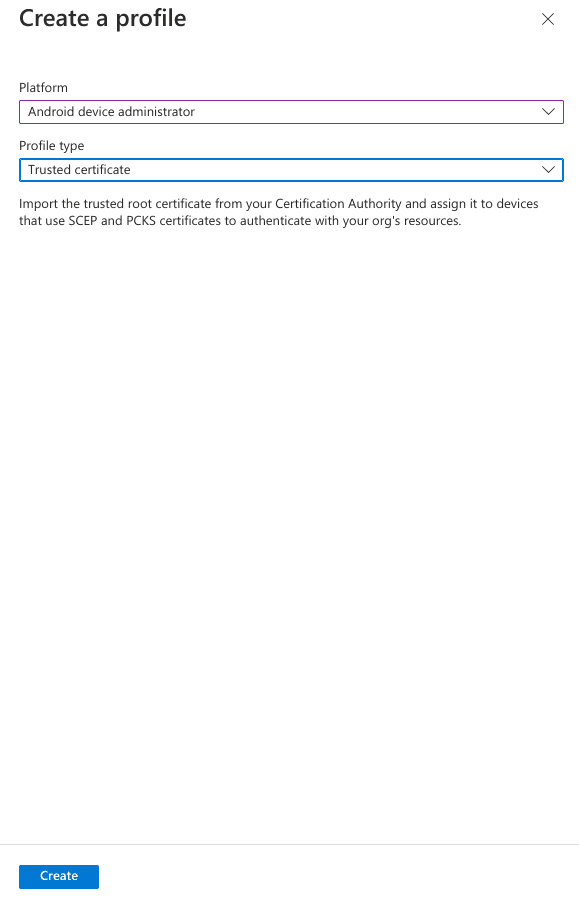 Create a profile
Platform
Android device administrator
Profile type
Trusted certificate
Import the trusted root certificate from your Certification Authority and assign it to devices
that use SCEP and PCKS certificates to authenticate with your org's resources.
Create